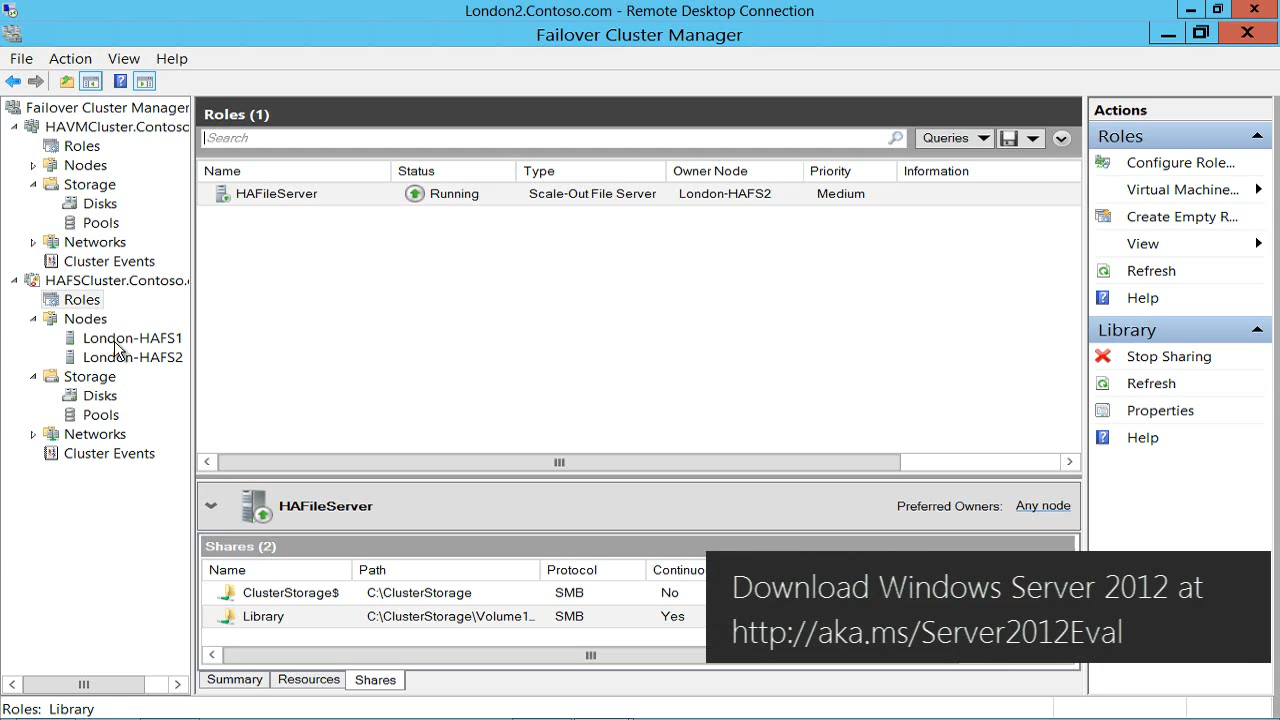 London2.Contoso.com - Remote Desktop Connection
Failover Cluster Manager
File Action View Help
Failover Cluster Manager
HAVMCluster.Contoso
Roles
Nodes
Storage
Disks
Pools
Networks
Cluster Events
HAFSCluster.Contoso.
Roles
Nodes
London-HAFS1
London-HAFS2
Storage
Disks
Pools
Networks
Cluster Events
Roles (1)
Search
Queries
Name Status Type Owner Node Priority Information
HAFileServer Running Scale-Out File Server London-HAFS2 Medium
HAFileServer
Preferred Owners: Any node
Shares (2)
Name Path Protocol Continuo
ClusterStorage$ C:\ClusterStorage SMB No
Library C:\ClusterStorage\Volume1... SMB Yes
Summary Resources Shares
Actions
Roles
Configure Role...
Virtual Machine...
Create Empty R...
View
Refresh
Help
Library
Stop Sharing
Refresh
Properties
Help
Download Windows Server 2012 at
http://aka.ms/Server2012Eval
Roles: Library